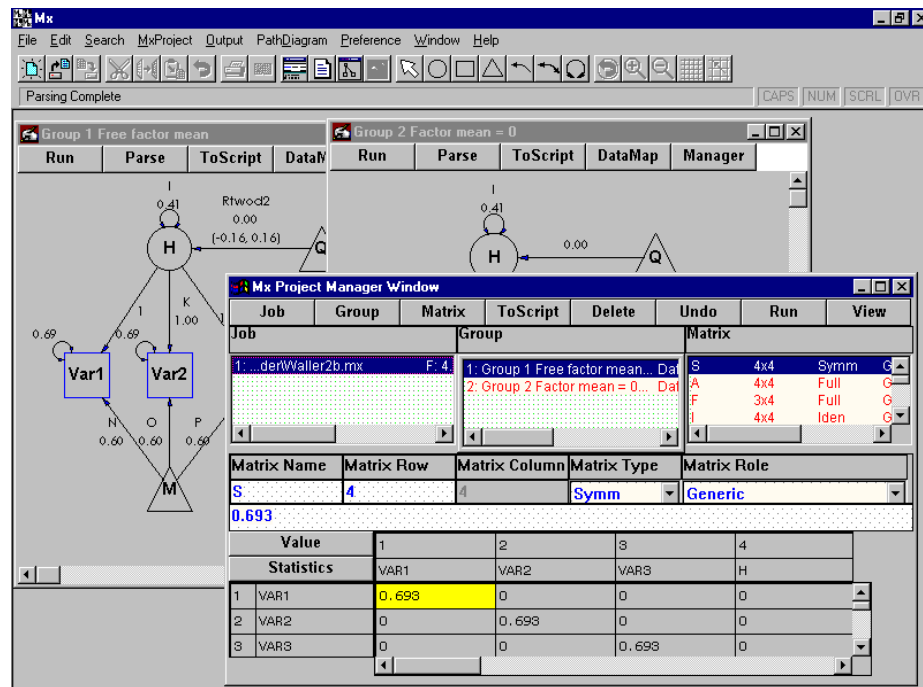 Mx
File Edit Search MxProject Output PathDiagram Preference Window Help
Parsing Complete
CAPS NUM SCRL OVR
Group 1 Free factor mean
Run Parse ToScript
Group 2 Factor mean = 0
Run Parse ToScript DataMap Manager
I
0.41
Rtwod2
0.00
(-0.16, 0.16)
H
Q
I
0.41
H
0.00
Q
1
K
1.00
0.69
0.69
Var1
Var2
N O P
0.60 0.60 0.60
M
Mx Project Manager Window
Job Group Matrix ToScript Delete Undo Run View
Job Group Matrix
1: ...der\Waller2b.mx F: 4.
1: Group 1 Free factor mean... Dat
2: Group 2 Factor mean = 0... Dat
S 4x4 Symm G
A 4x4 Full G
F 3x4 Full G
I 4x4 Iden G
Matrix Name Matrix Row Matrix Column Matrix Type Matrix Role
S 4 4 Symm Generic
0.693
Value 1 2 3 4
Statistics VAR1 VAR2 VAR3 H
1 VAR1 0.693 0 0 0
2 VAR2 0 0.693 0 0
3 VAR3 0 0 0.693 0